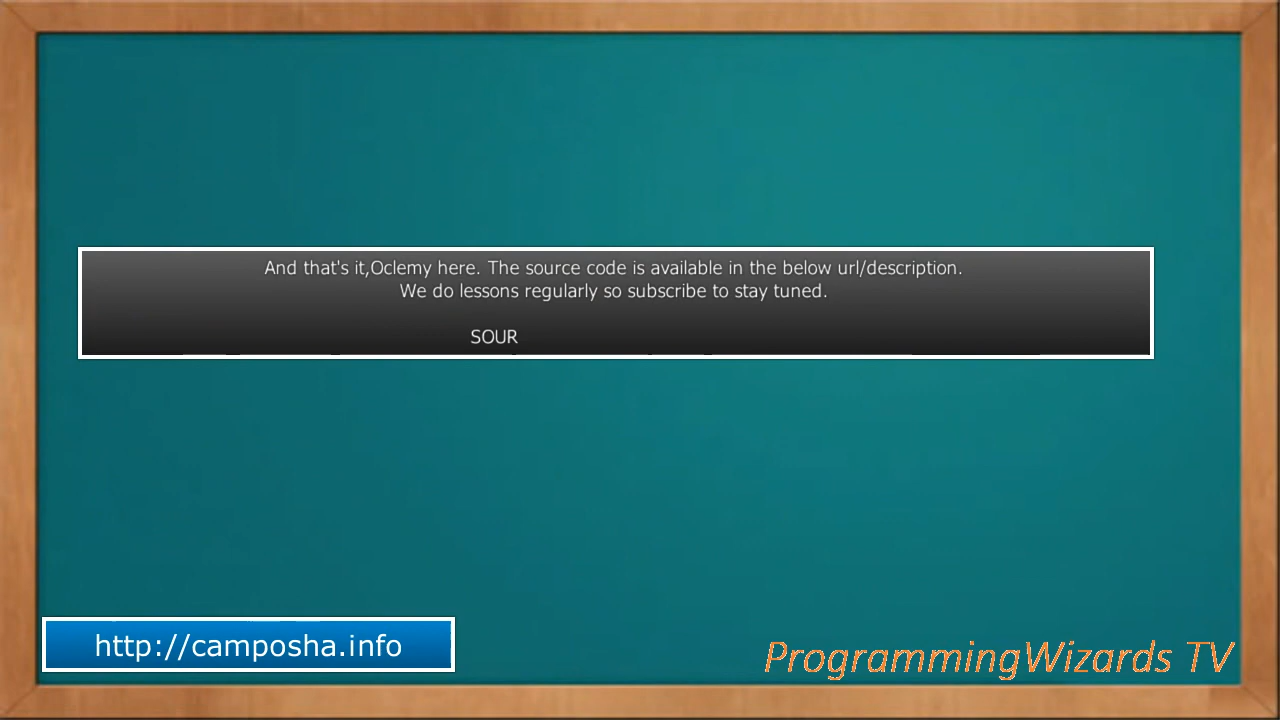 And that's it,Oclemy here. The source code is available in the below url/description.
We do lessons regularly so subscribe to stay tuned.
SOUR
http://camposha.info
ProgrammingWizards TV